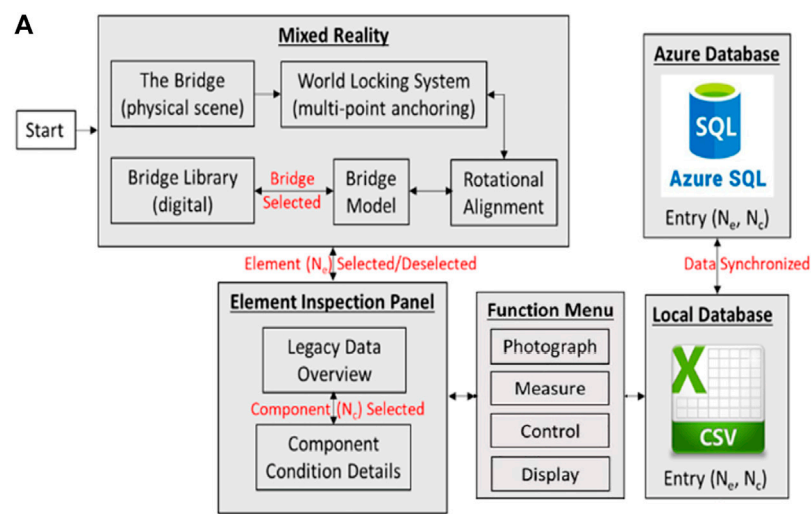 A
Mixed Reality
The Bridge
(physical scene)
World Locking System
(multi-point anchoring)
Start
Bridge Library
(digital)
Bridge
Selected
Bridge
Model
Rotational
Alignment
Azure Database
SQL
Azure SQL
Entry (Nₑ, N꜀)
Element (Nₑ) Selected/Deselected
Data Synchronized
Element Inspection Panel
Legacy Data
Overview
Component (N꜀) Selected
Component
Condition Details
Function Menu
Photograph
Measure
Control
Display
Local Database
X
CSV
Entry (Nₑ, N꜀)